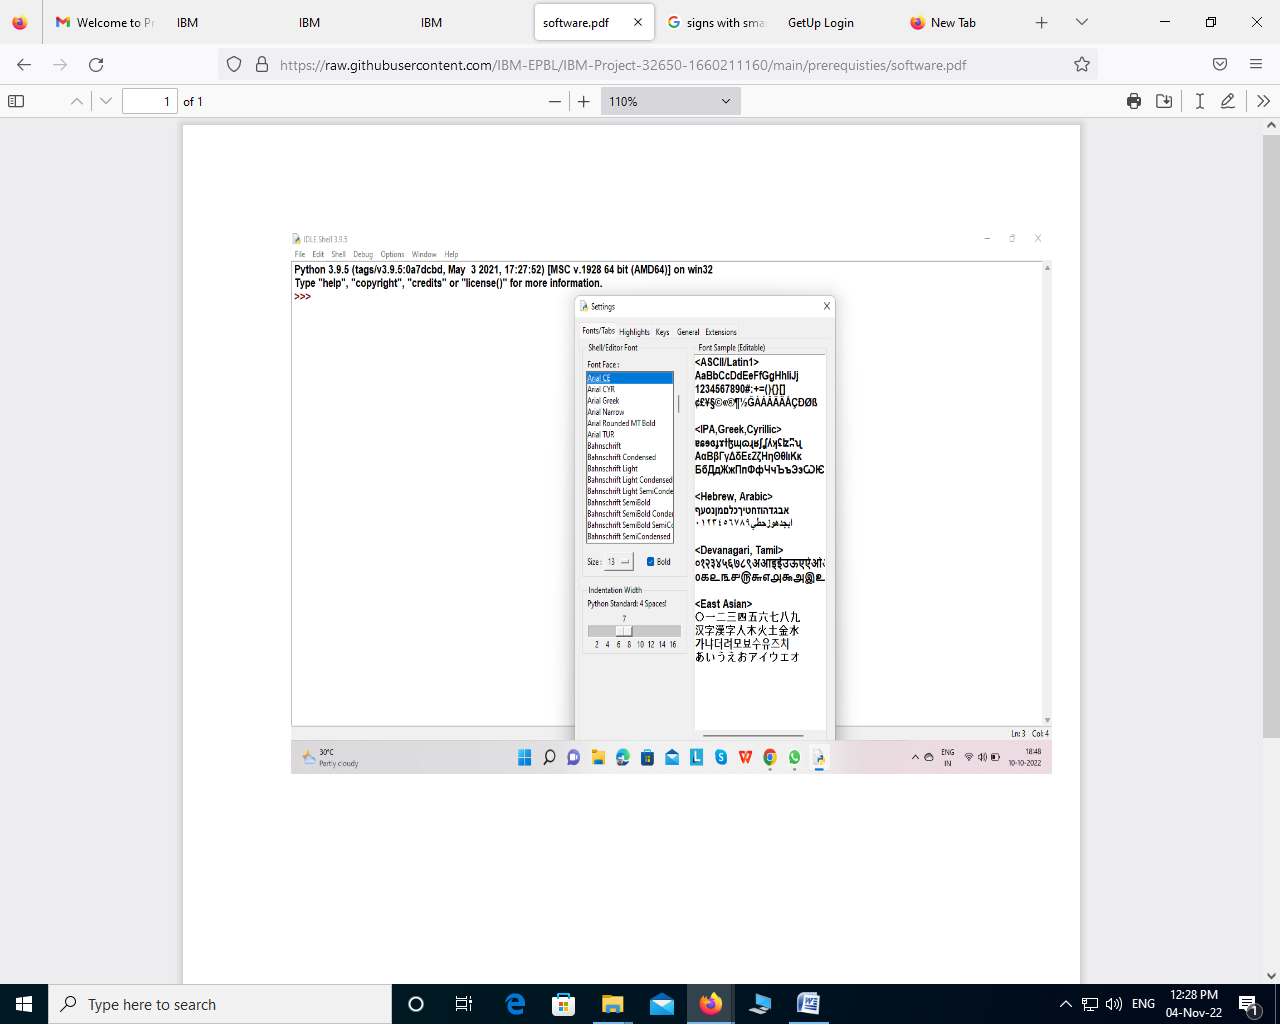 Welcome to Pr
IBM
IBM
IBM
software.pdf
signs with sma
GetUp Login
New Tab
https://raw.githubusercontent.com/IBM-EPBL/IBM-Project-32650-1660211160/main/prerequisties/software.pdf
1 of 1
110%
IDLE Shell 3.9.5
File Edit Shell Debug Options Window Help
Python 3.9.5 (tags/v3.9.5:0a7dcbd, May 3 2021, 17:27:52) [MSC v.1928 64 bit (AMD64)] on win32
Type "help", "copyright", "credits" or "license()" for more information.
>>>
Settings
Fonts/Tabs Highlights Keys General Extensions
Shell/Editor Font
Font Face :
Arial CE
Arial CYR
Arial Greek
Arial Narrow
Arial Rounded MT Bold
Arial TUR
Bahnschrift
Bahnschrift Condensed
Bahnschrift Light
Bahnschrift Light Condensed
Bahnschrift Light SemiConde
Bahnschrift SemiBold
Bahnschrift SemiBold Conden
Bahnschrift SemiBold SemiCo
Bahnschrift SemiCondensed
Size : 13 Bold
Indentation Width
Python Standard: 4 Spaces!
7
2 4 6 8 10 12 14 16
Font Sample (Editable)
<ASCII/Latin1>
AaBbCcDdEeFfGgHhIiJj
1234567890#:+=(){}[]
<IPA,Greek,Cyrillic>
ΑαΒβΓγΔδΕεΖζΗηΘθΙιΚκ
<Hebrew, Arabic>
אבגדהוזחטיךכלםמןנסעף
٠١٢٣٤٥٦٧٨٩ابجدهوزحطي
<Devanagari, Tamil>
<East Asian>
〇一二三四五六七八九
汉字漢字人木火土金水
가냐더려모뵤수유즈치
あいうえおアイウエオ
Ln: 3 Col: 4
30°C
Partly cloudy
ENG
IN
18:48
10-10-2022
Type here to search
ENG
12:28 PM
04-Nov-22
1